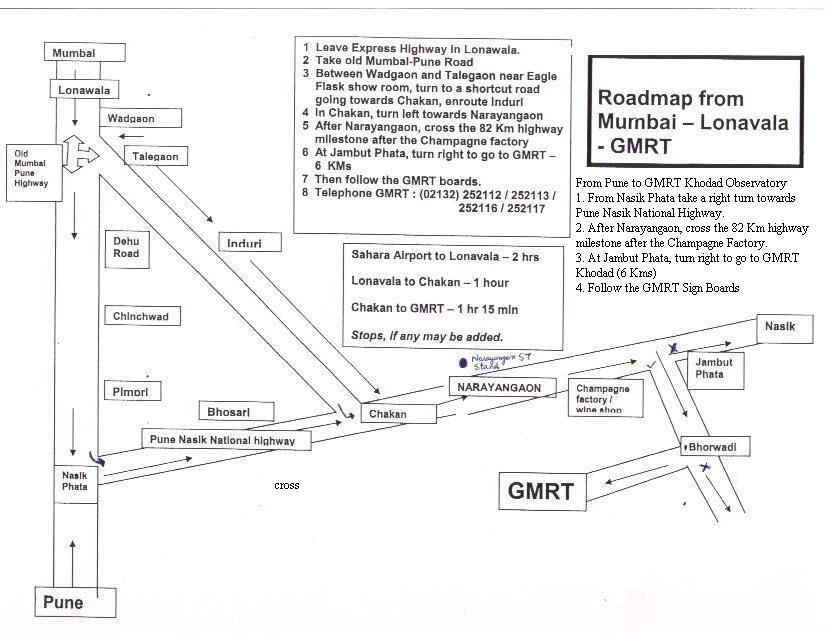 Mumbai
Lonawala
Wadgaon
Talegaon
Old
Mumbai
Pune
Highway
Dehu
Road
Induri
Chinchwad
Pimpri
Bhosari
Pune Nasik National highway
Nasik
Phata
Pune
cross
1 Leave Express Highway in Lonawala.
2 Take old Mumbai-Pune Road
3 Between Wadgaon and Talegaon near Eagle
Flask show room, turn to a shortcut road
going towards Chakan, enroute Induri
4 In Chakan, turn left towards Narayangaon
5 After Narayangaon, cross the 82 Km highway
milestone after the Champagne factory
6 At Jambut Phata, turn right to go to GMRT –
6 KMs
7 Then follow the GMRT boards.
8 Telephone GMRT : (02132) 252112 / 252113 /
252116 / 252117
Sahara Airport to Lonavala – 2 hrs
Lonavala to Chakan – 1 hour
Chakan to GMRT – 1 hr 15 min
Stops, if any may be added.
Roadmap from
Mumbai – Lonavala
- GMRT
From Pune to GMRT Khodad Observatory
1. From Nasik Phata take a right turn towards
Pune Nasik National Highway.
2. After Narayangaon, cross the 82 Km highway
milestone after the Champagne Factory.
3. At Jambut Phata, turn right to go to GMRT
Khodad (6 Kms)
4. Follow the GMRT Sign Boards
Narayangaon ST
Stand
Chakan
NARAYANGAON
Champagne
factory /
wine shop
Nasik
Jambut
Phata
Bhorwadi
GMRT